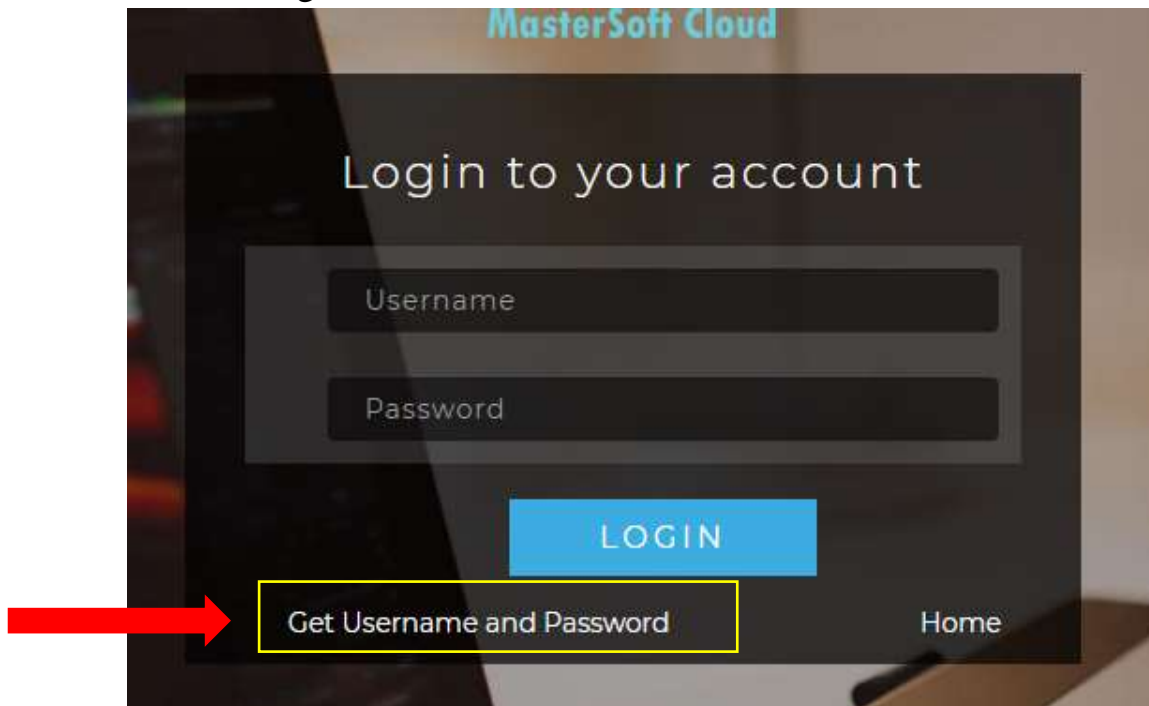 MasterSoft Cloud
Login to your account
Username
Password
LOGIN
Get Username and Password Home